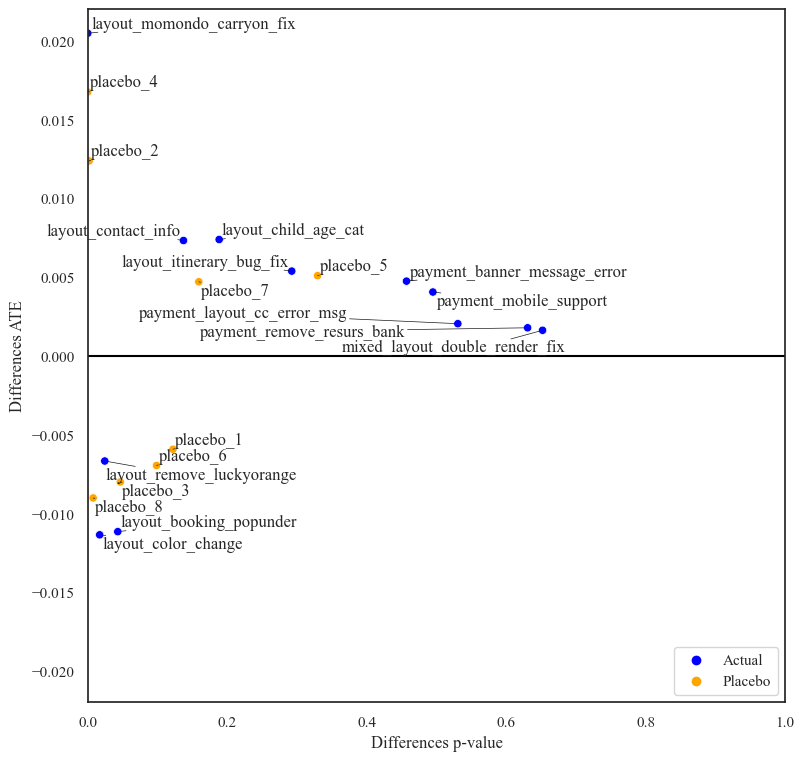 0.020
layout_momondo_carryon_fix
placebo_4
0.015
placebo_2
0.010
layout_contact_info
layout_child_age_cat
layout_itinerary_bug_fix
placebo_5
payment_banner_message_error
0.005
placebo_7
payment_mobile_support
payment_layout_cc_error_msg
payment_remove_resurs_bank
mixed_layout_double_render_fix
0.000
Differences ATE
−0.005
placebo_1
placebo_6
layout_remove_luckyorange
placebo_3
placebo_8
−0.010
layout_booking_popunder
layout_color_change
−0.015
−0.020
Actual
Placebo
0.0 0.2 0.4 0.6 0.8 1.0
Differences p-value